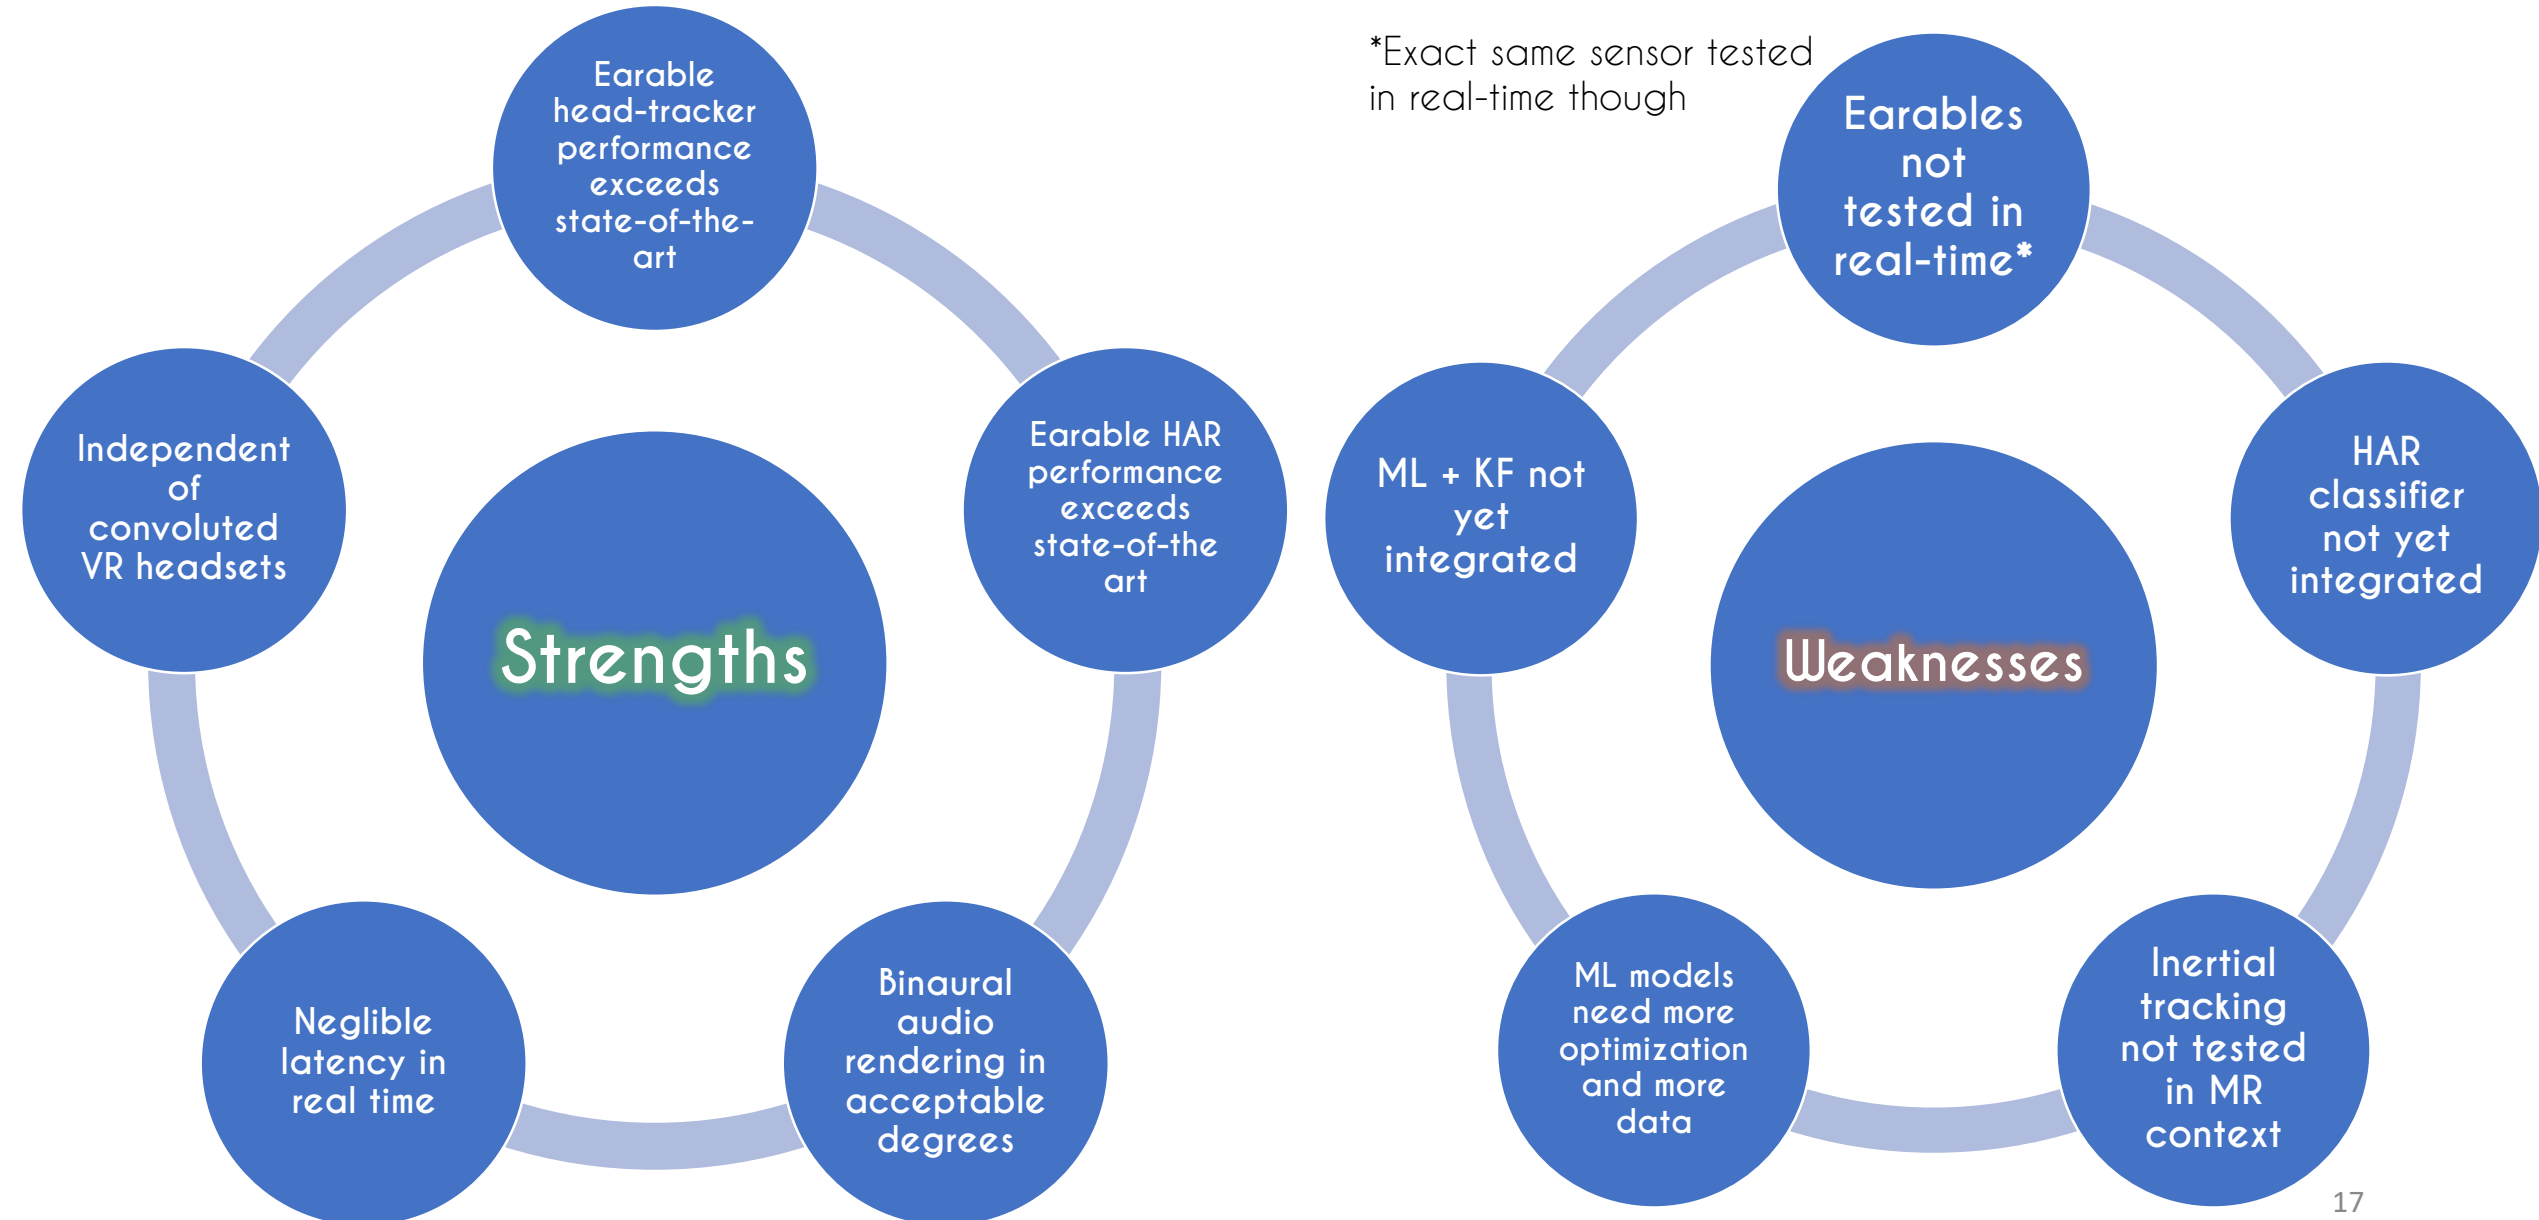 Earable
head-tracker
performance
exceeds
state-of-the-
art
Earable HAR
performance
exceeds
state-of-the
art
Binaural
audio
rendering in
acceptable
degrees
Neglible
latency in
real time
Independent
of
convoluted
VR headsets
Strengths
*Exact same sensor tested
in real-time though
Earables
not
tested in
real-time*
HAR
classifier
not yet
integrated
Inertial
tracking
not tested
in MR
context
ML models
need more
optimization
and more
data
ML + KF not
yet
integrated
Weaknesses
17